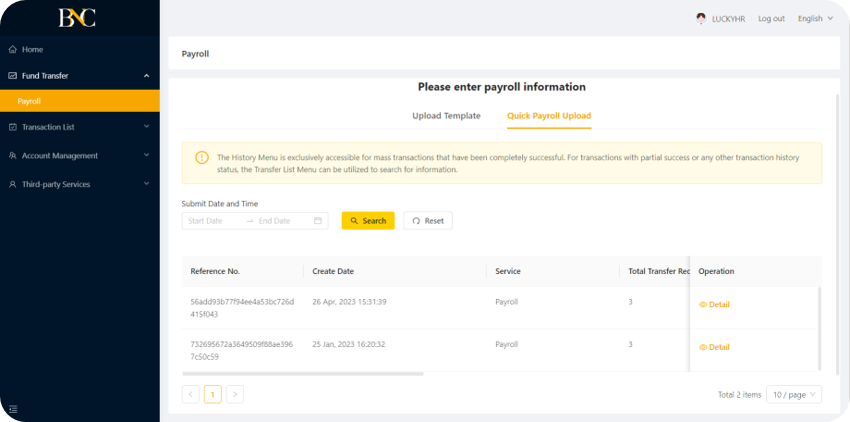 BNC
LUCKYHR
Log out
English
Home
Fund Transfer
Payroll
Transaction List
Account Management
Third-party Services
Payroll
Please enter payroll information
Upload Template
Quick Payroll Upload
The History Menu is exclusively accessible for mass transactions that have been completely successful. For transactions with partial success or any other transaction history
status, the Transfer List Menu can be utilized to search for information.
Submit Date and Time
Start Date → End Date
Search
Reset
Reference No.
Create Date
Service
Total Transfer Rec
Operation
56add93b77f94ee4a53bc726d
415f043
26 Apr, 2023 15:31:39
Payroll
3
Detail
732695672a3649509f88ae396
7c50c59
25 Jan, 2023 16:20:32
Payroll
3
Detail
< 1 >
Total 2 items
10 / page